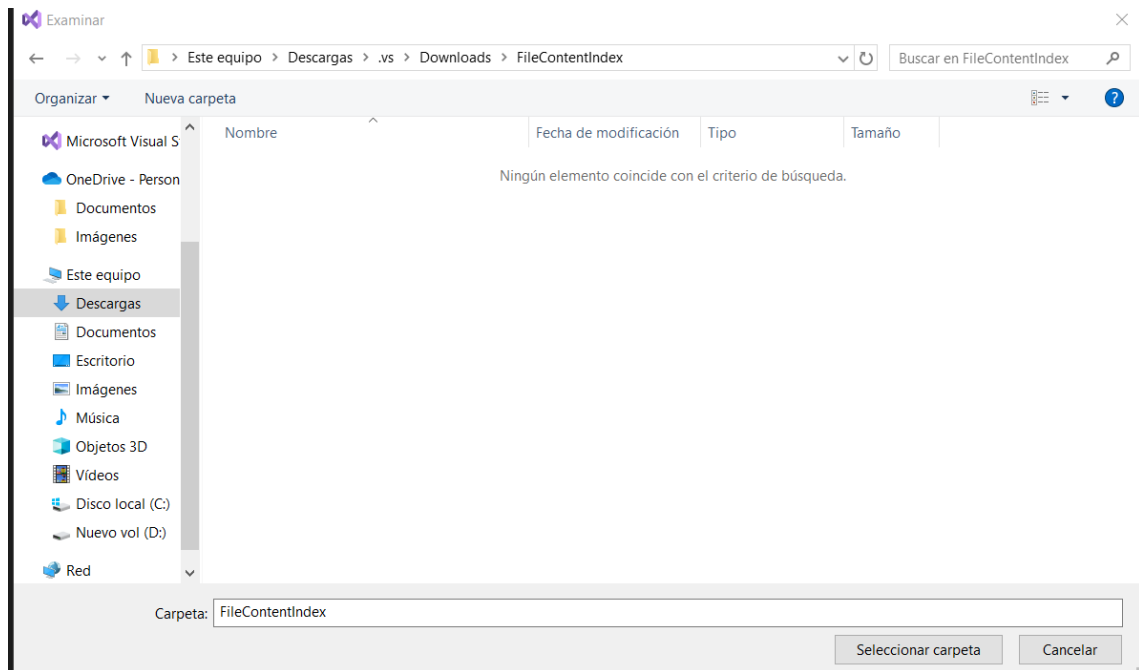 Examinar
Este equipo > Descargas > .vs > Downloads > FileContentIndex
Buscar en FileContentIndex
Organizar
Nueva carpeta
?
Nombre
Fecha de modificación
Tipo
Tamaño
Ningún elemento coincide con el criterio de búsqueda.
Microsoft Visual S
OneDrive - Person
Documentos
Imágenes
Este equipo
Descargas
Documentos
Escritorio
Imágenes
Música
Objetos 3D
Vídeos
Disco local (C:)
Nuevo vol (D:)
Red
Carpeta: FileContentIndex
Seleccionar carpeta
Cancelar